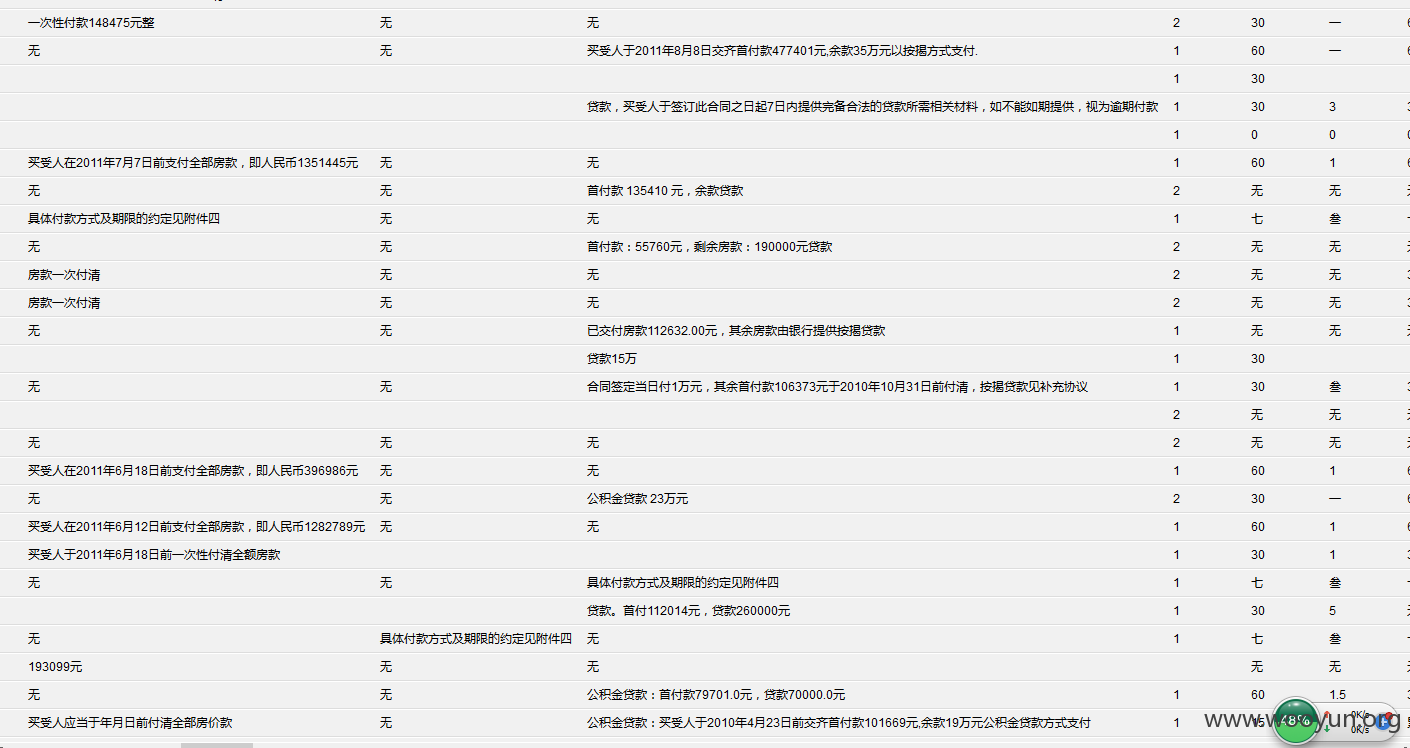 一次性付款148475元整 无 无 2 30 一
无 无 买受人于2011年8月8日交齐首付款477401元,余款35万元以按揭方式支付. 1 60 一
1 30
贷款，买受人于签订此合同之日起7日内提供完备合法的贷款所需相关材料，如不能如期提供，视为逾期付款 1 30 3
1 0 0
买受人在2011年7月7日前支付全部房款，即人民币1351445元 无 无 1 60 1
无 无 首付款 135410 元，余款贷款 2 无 无
具体付款方式及期限的约定见附件四 无 无 1 七 叁
无 无 首付款：55760元，剩余房款：190000元贷款 2 无 无
房款一次付清 无 无 2 无 无
房款一次付清 无 无 2 无 无
无 无 已交付房款112632.00元，其余房款由银行提供按揭贷款 1 无 无
贷款15万 1 30
无 无 合同签定当日付1万元，其余首付款106373元于2010年10月31日前付清，按揭贷款见补充协议 1 30 叁
2 无 无
无 无 无 2 无 无
买受人在2011年6月18日前支付全部房款，即人民币396986元 无 无 1 60 1
无 无 公积金贷款 23万元 2 30 一
买受人在2011年6月12日前支付全部房款，即人民币1282789元 无 无 1 60 1
买受人于2011年6月18日前一次性付清全额房款 1 30 1
无 无 具体付款方式及期限的约定见附件四 1 七 叁
贷款。首付112014元，贷款260000元 1 30 5
无 具体付款方式及期限的约定见附件四 无 1 七 叁
193099元 无 无 无 无
无 无 公积金贷款：首付款79701.0元，贷款70000.0元 1 60 1.5
买受人应当于年月日前付清全部房价款 无 公积金贷款：买受人于2010年4月23日前交齐首付款101669元,余款19万元公积金贷款方式支付 1 15
www.wooyun.org
48% 0K/s
0K/s